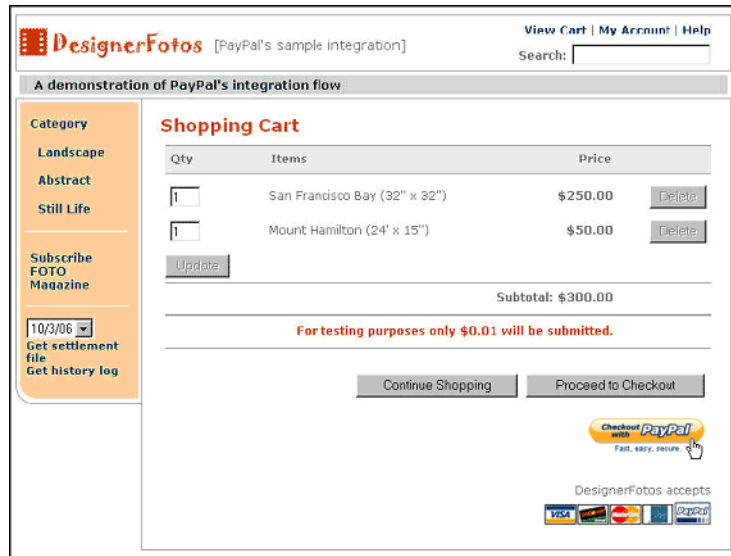 DesignerFotos [PayPal's sample integration]
View Cart | My Account | Help
Search:
A demonstration of PayPal's integration flow
Category
Landscape
Abstract
Still Life
Subscribe
FOTO
Magazine
10/3/06
Get settlement
file
Get history log
Shopping Cart
Qty Items Price
1 San Francisco Bay (32" x 32") $250.00 Delete
1 Mount Hamilton (24' x 15") $50.00 Delete
Update
Subtotal: $300.00
For testing purposes only $0.01 will be submitted.
Continue Shopping Proceed to Checkout
Checkout with PayPal
Fast, easy, secure.
DesignerFotos accepts
VISA PayPal